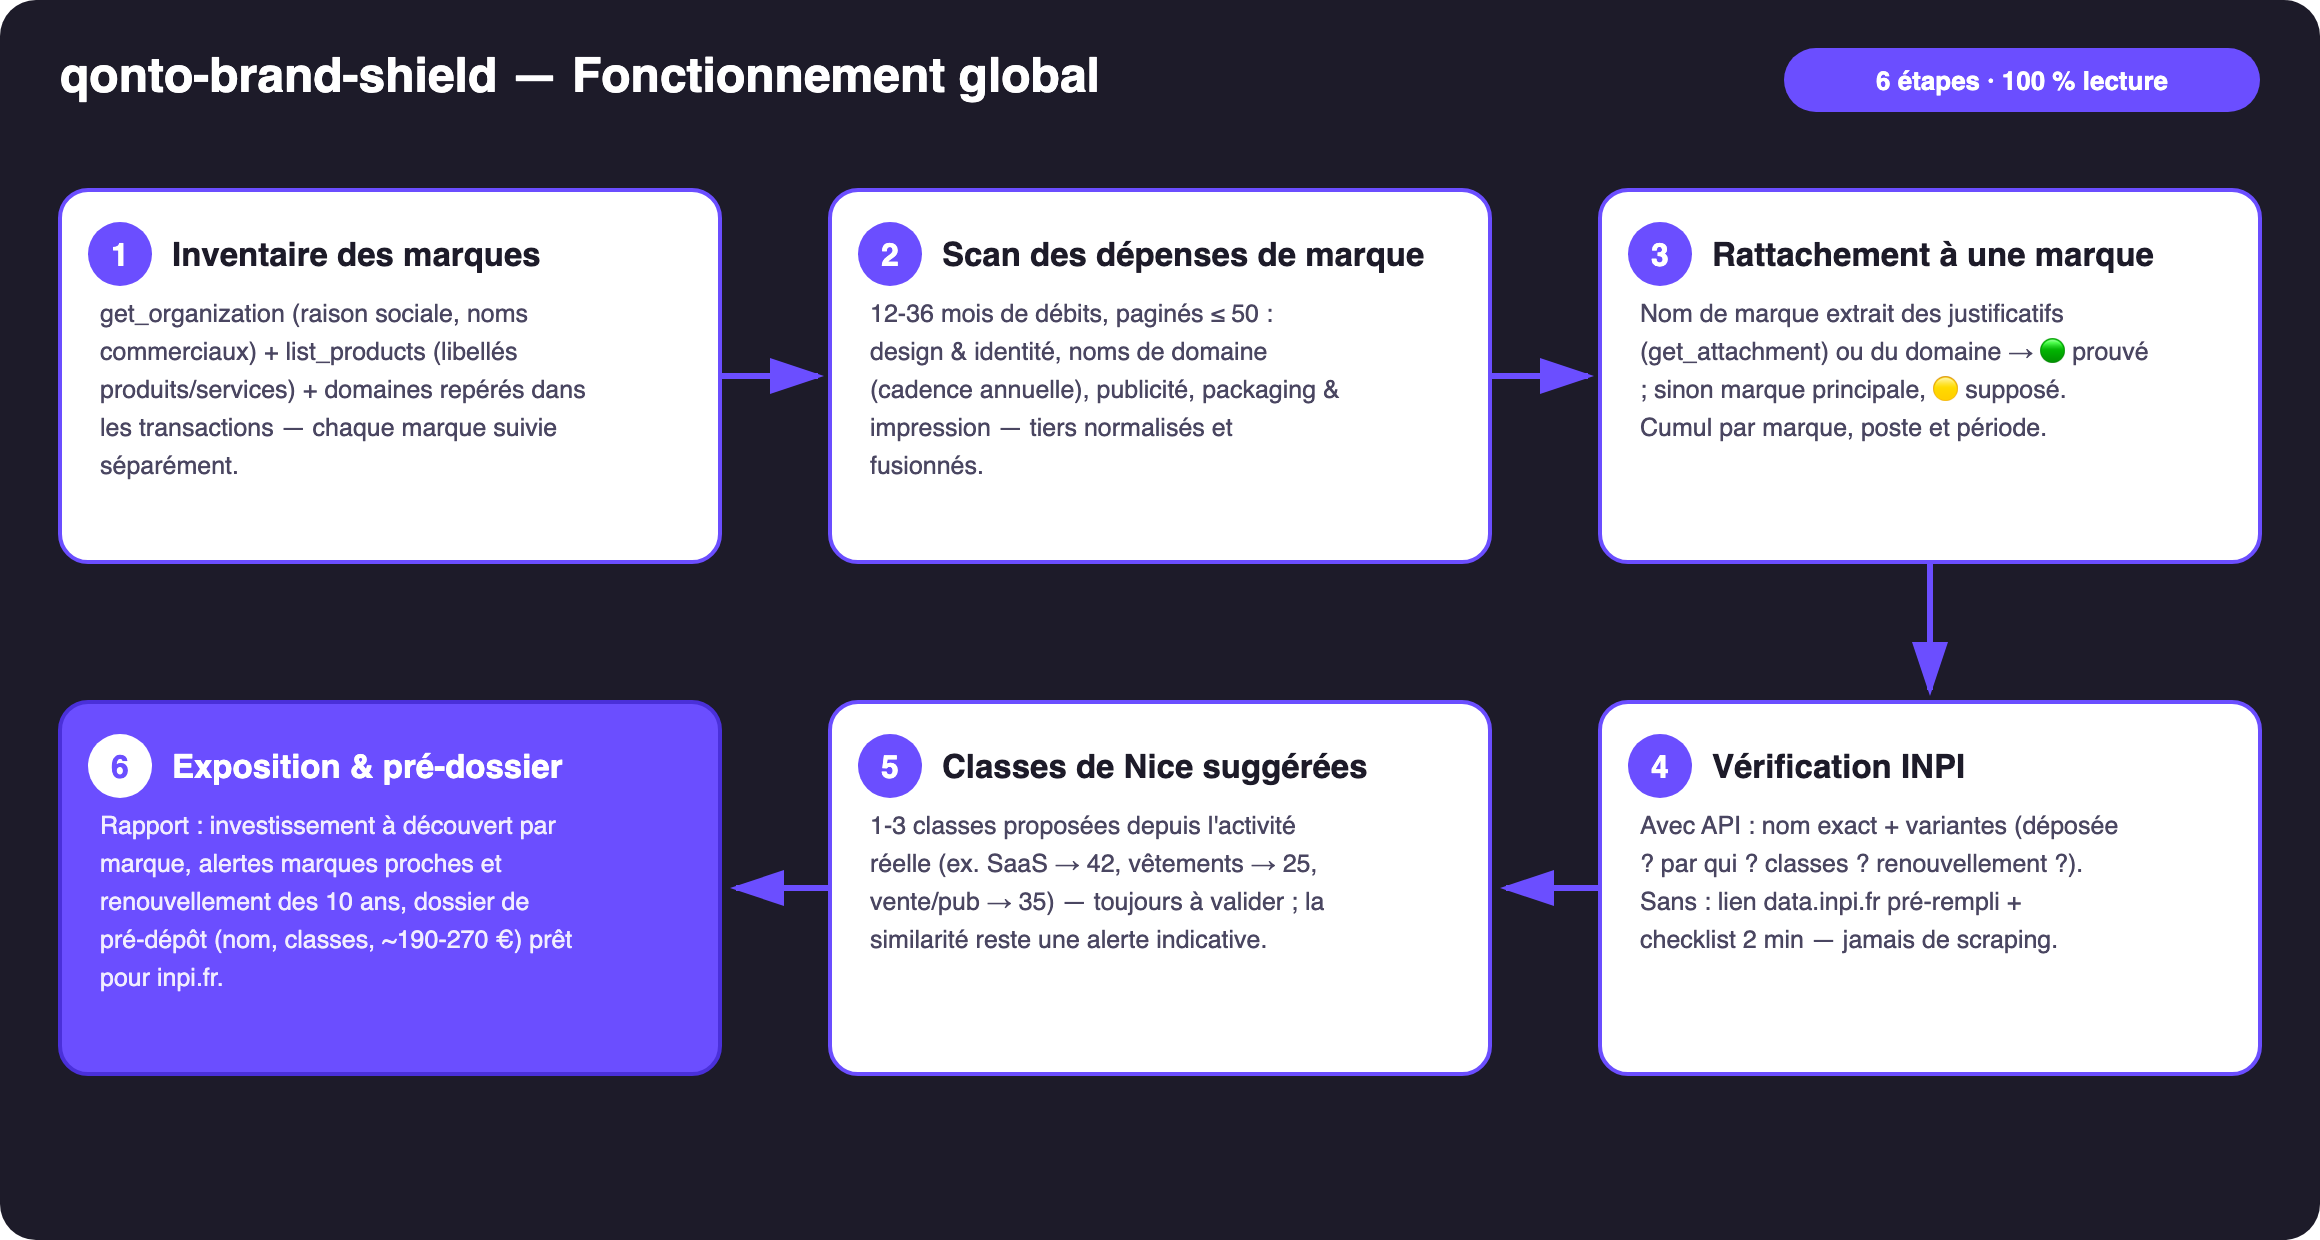 qonto-brand-shield — Fonctionnement global
6 étapes · 100 % lecture
1 Inventaire des marques
get_organization (raison sociale, noms
commerciaux) + list_products (libellés
produits/services) + domaines repérés dans
les transactions — chaque marque suivie
séparément.
2 Scan des dépenses de marque
12-36 mois de débits, paginés ≤ 50 :
design & identité, noms de domaine
(cadence annuelle), publicité, packaging &
impression — tiers normalisés et
fusionnés.
3 Rattachement à une marque
Nom de marque extrait des justificatifs
(get_attachment) ou du domaine → 🟢 prouvé
; sinon marque principale, 🟡 supposé.
Cumul par marque, poste et période.
4 Vérification INPI
Avec API : nom exact + variantes (déposée
? par qui ? classes ? renouvellement ?).
Sans : lien data.inpi.fr pré-rempli +
checklist 2 min — jamais de scraping.
5 Classes de Nice suggérées
1-3 classes proposées depuis l'activité
réelle (ex. SaaS → 42, vêtements → 25,
vente/pub → 35) — toujours à valider ; la
similarité reste une alerte indicative.
6 Exposition & pré-dossier
Rapport : investissement à découvert par
marque, alertes marques proches et
renouvellement des 10 ans, dossier de
pré-dépôt (nom, classes, ~190-270 €) prêt
pour inpi.fr.